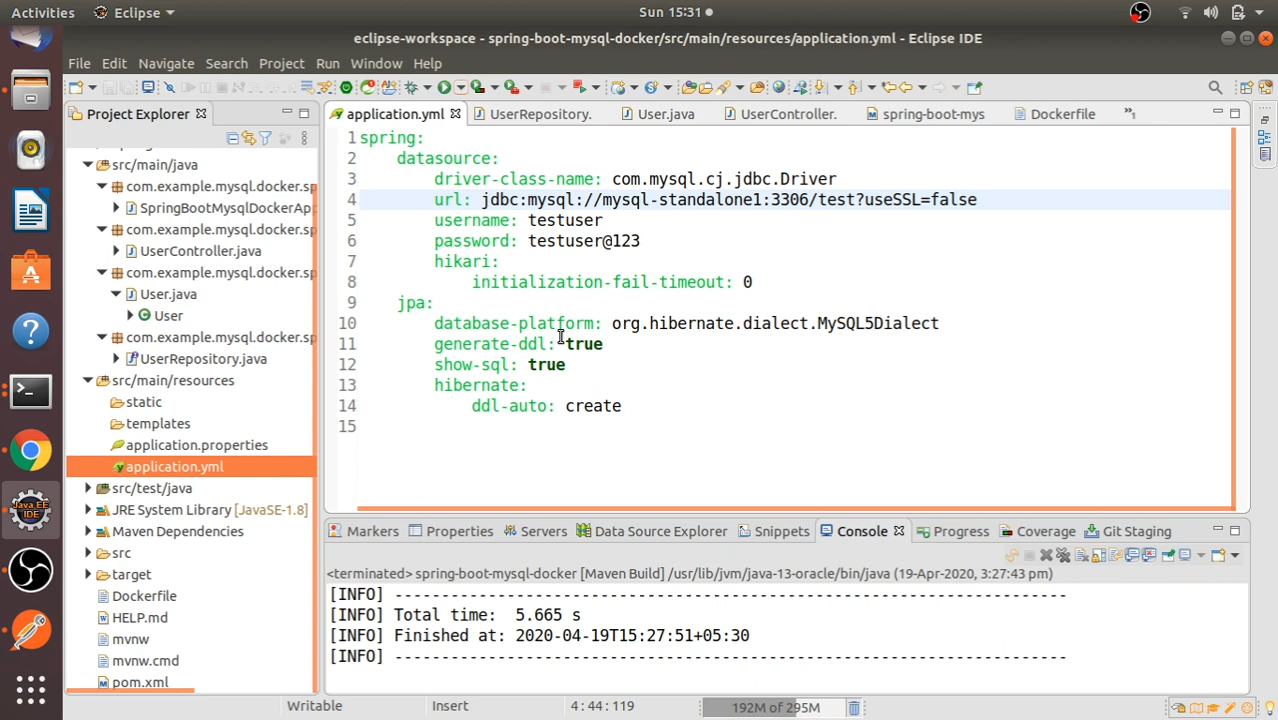 Activities
Eclipse
Sun 15:31
eclipse-workspace - spring-boot-mysql-docker/src/main/resources/application.yml - Eclipse IDE
File Edit Navigate Search Project Run Window Help
Project Explorer
src/main/java
com.example.mysql.docker.sp
SpringBootMysqlDockerApp
com.example.mysql.docker.sp
UserController.java
com.example.mysql.docker.sp
User.java
User
com.example.mysql.docker.sp
UserRepository.java
src/main/resources
static
templates
application.properties
application.yml
src/test/java
JRE System Library [JavaSE-1.8]
Maven Dependencies
src
target
Dockerfile
HELP.md
mvnw
mvnw.cmd
pom.xml
application.yml UserRepository. User.java UserController. spring-boot-mys Dockerfile »1
1 spring:
2 datasource:
3 driver-class-name: com.mysql.cj.jdbc.Driver
4 url: jdbc:mysql://mysql-standalone1:3306/test?useSSL=false
5 username: testuser
6 password: testuser@123
7 hikari:
8 initialization-fail-timeout: 0
9 jpa:
10 database-platform: org.hibernate.dialect.MySQL5Dialect
11 generate-ddl: true
12 show-sql: true
13 hibernate:
14 ddl-auto: create
15
Markers Properties Servers Data Source Explorer Snippets Console Progress Coverage Git Staging
<terminated> spring-boot-mysql-docker [Maven Build] /usr/lib/jvm/java-13-oracle/bin/java (19-Apr-2020, 3:27:43 pm)
[INFO] ------------------------------------------------------------------------
[INFO] Total time:  5.665 s
[INFO] Finished at: 2020-04-19T15:27:51+05:30
[INFO] ------------------------------------------------------------------------
Writable Insert 4:44:119 192M of 295M
Java EE
IDE